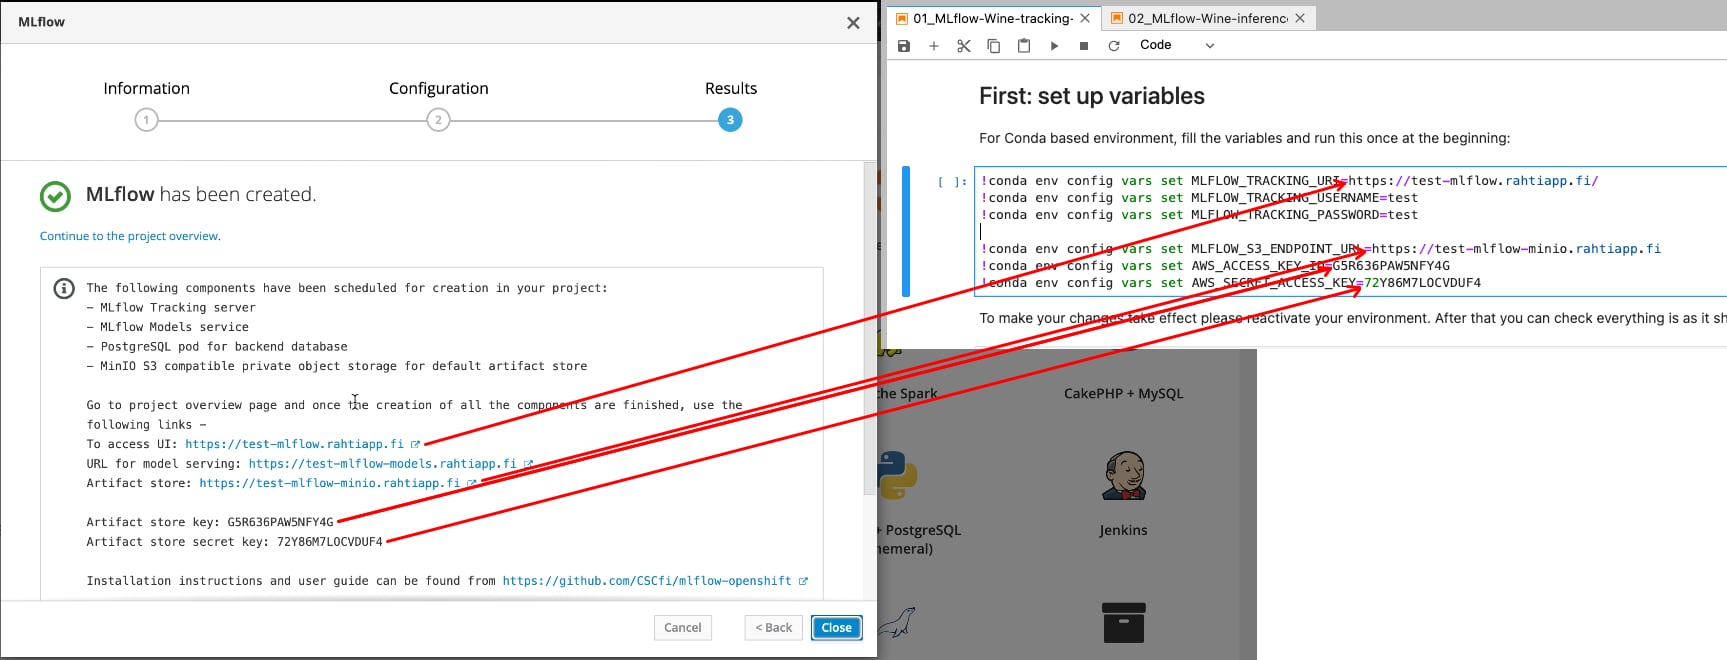 MLflow
Information
Configuration
Results
1
2
3
MLflow has been created.
Continue to the project overview.
The following components have been scheduled for creation in your project:
– MLflow Tracking server
– MLflow Models service
– PostgreSQL pod for backend database
– MinIO S3 compatible private object storage for default artifact store
Go to project overview page and once the creation of all the components are finished, use the
following links –
To access UI: https://test-mlflow.rahtiapp.fi
URL for model serving: https://test-mlflow-models.rahtiapp.fi
Artifact store: https://test-mlflow-minio.rahtiapp.fi
Artifact store key: G5R636PAW5NFY4G
Artifact store secret key: 72Y86M7LOCVDUF4
Installation instructions and user guide can be found from https://github.com/CSCfi/mlflow-openshift
Cancel
< Back
Close
01_MLflow-Wine-tracking-
02_MLflow-Wine-inference
Code
First: set up variables
For Conda based environment, fill the variables and run this once at the beginning:
[ ]:
!conda env config vars set MLFLOW_TRACKING_URI=https://test-mlflow.rahtiapp.fi/
!conda env config vars set MLFLOW_TRACKING_USERNAME=test
!conda env config vars set MLFLOW_TRACKING_PASSWORD=test
!conda env config vars set MLFLOW_S3_ENDPOINT_URL=https://test-mlflow-minio.rahtiapp.fi
!conda env config vars set AWS_ACCESS_KEY_ID=G5R636PAW5NFY4G
!conda env config vars set AWS_SECRET_ACCESS_KEY=72Y86M7LOCVDUF4
To make your changes take effect please reactivate your environment. After that you can check everything is as it sh
che Spark
CakePHP + MySQL
+ PostgreSQL
hemeral)
Jenkins